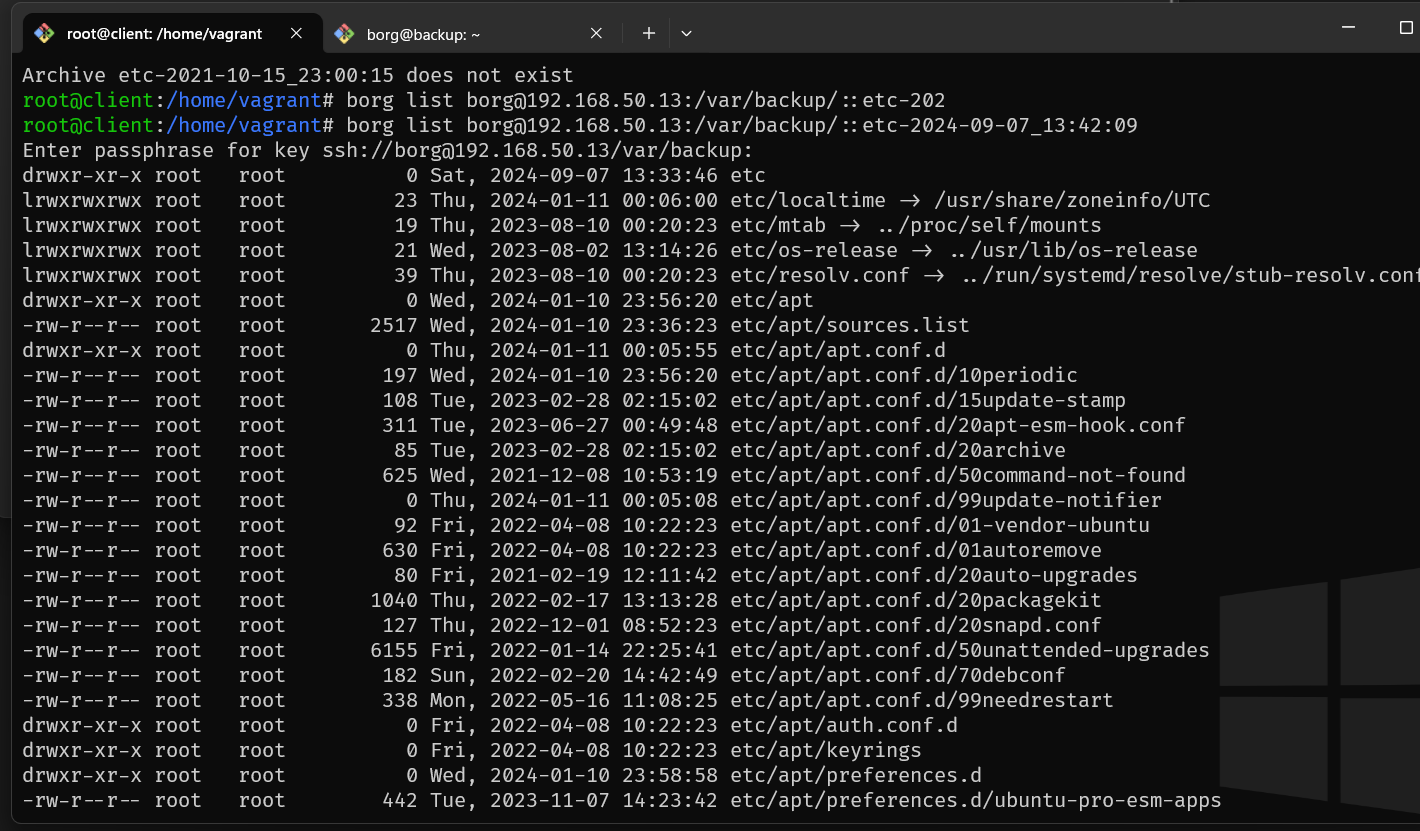 root@client: /home/vagrant
borg@backup: ~
Archive etc-2021-10-15_23:00:15 does not exist
root@client:/home/vagrant# borg list borg@192.168.50.13:/var/backup/::etc-202
root@client:/home/vagrant# borg list borg@192.168.50.13:/var/backup/::etc-2024-09-07_13:42:09
Enter passphrase for key ssh://borg@192.168.50.13/var/backup:
drwxr-xr-x root   root          0 Sat, 2024-09-07 13:33:46 etc
lrwxrwxrwx root   root         23 Thu, 2024-01-11 00:06:00 etc/localtime -> /usr/share/zoneinfo/UTC
lrwxrwxrwx root   root         19 Thu, 2023-08-10 00:20:23 etc/mtab -> ../proc/self/mounts
lrwxrwxrwx root   root         21 Wed, 2023-08-02 13:14:26 etc/os-release -> ../usr/lib/os-release
lrwxrwxrwx root   root         39 Thu, 2023-08-10 00:20:23 etc/resolv.conf -> ../run/systemd/resolve/stub-resolv.conf
drwxr-xr-x root   root          0 Wed, 2024-01-10 23:56:20 etc/apt
-rw-r--r-- root   root       2517 Wed, 2024-01-10 23:36:23 etc/apt/sources.list
drwxr-xr-x root   root          0 Thu, 2024-01-11 00:05:55 etc/apt/apt.conf.d
-rw-r--r-- root   root        197 Wed, 2024-01-10 23:56:20 etc/apt/apt.conf.d/10periodic
-rw-r--r-- root   root        108 Tue, 2023-02-28 02:15:02 etc/apt/apt.conf.d/15update-stamp
-rw-r--r-- root   root        311 Tue, 2023-06-27 00:49:48 etc/apt/apt.conf.d/20apt-esm-hook.conf
-rw-r--r-- root   root         85 Tue, 2023-02-28 02:15:02 etc/apt/apt.conf.d/20archive
-rw-r--r-- root   root        625 Wed, 2021-12-08 10:53:19 etc/apt/apt.conf.d/50command-not-found
-rw-r--r-- root   root          0 Thu, 2024-01-11 00:05:08 etc/apt/apt.conf.d/99update-notifier
-rw-r--r-- root   root         92 Fri, 2022-04-08 10:22:23 etc/apt/apt.conf.d/01-vendor-ubuntu
-rw-r--r-- root   root        630 Fri, 2022-04-08 10:22:23 etc/apt/apt.conf.d/01autoremove
-rw-r--r-- root   root         80 Fri, 2021-02-19 12:11:42 etc/apt/apt.conf.d/20auto-upgrades
-rw-r--r-- root   root       1040 Thu, 2022-02-17 13:13:28 etc/apt/apt.conf.d/20packagekit
-rw-r--r-- root   root        127 Thu, 2022-12-01 08:52:23 etc/apt/apt.conf.d/20snapd.conf
-rw-r--r-- root   root       6155 Fri, 2022-01-14 22:25:41 etc/apt/apt.conf.d/50unattended-upgrades
-rw-r--r-- root   root        182 Sun, 2022-02-20 14:42:49 etc/apt/apt.conf.d/70debconf
-rw-r--r-- root   root        338 Mon, 2022-05-16 11:08:25 etc/apt/apt.conf.d/99needrestart
drwxr-xr-x root   root          0 Fri, 2022-04-08 10:22:23 etc/apt/auth.conf.d
drwxr-xr-x root   root          0 Fri, 2022-04-08 10:22:23 etc/apt/keyrings
drwxr-xr-x root   root          0 Wed, 2024-01-10 23:58:58 etc/apt/preferences.d
-rw-r--r-- root   root        442 Tue, 2023-11-07 14:23:42 etc/apt/preferences.d/ubuntu-pro-esm-apps